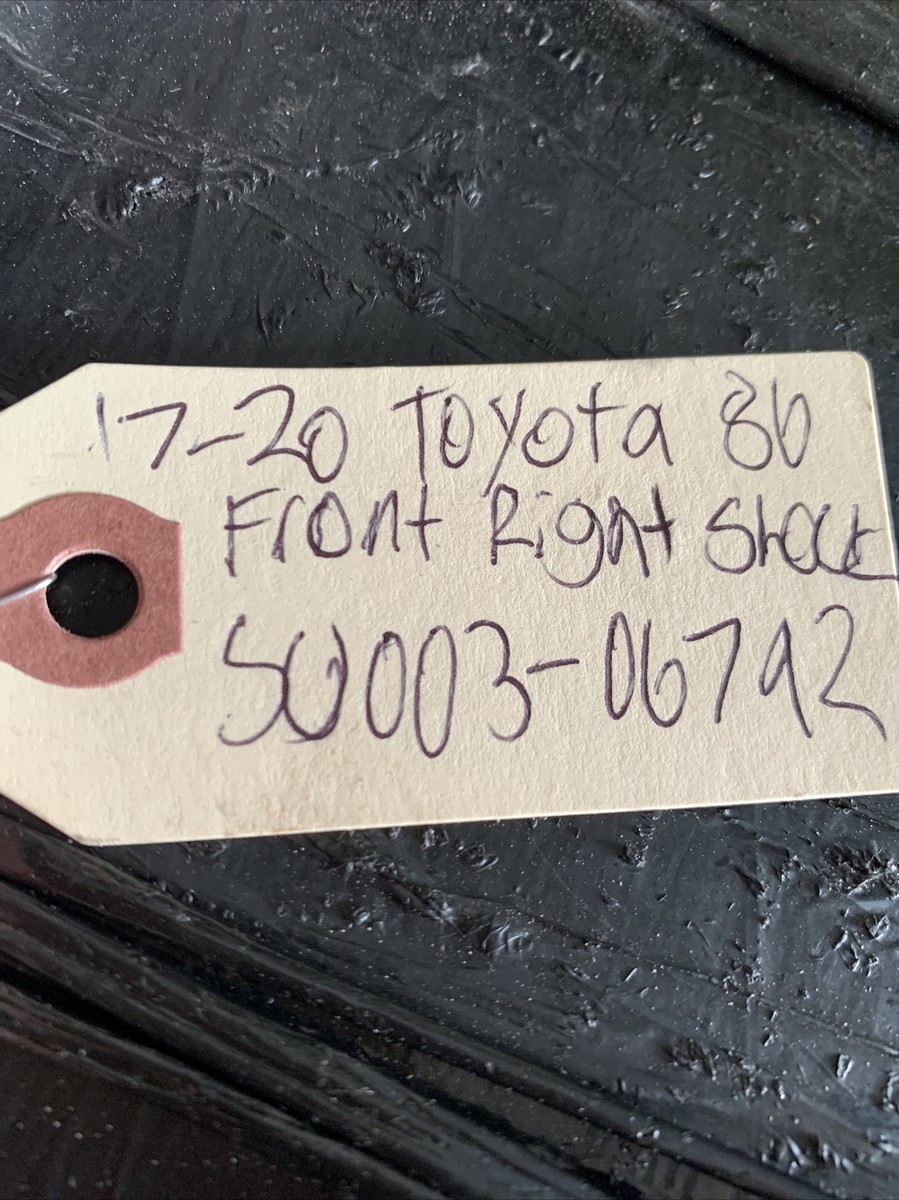 17-20 Toyota 86
Front Right Shock
SU003-06792